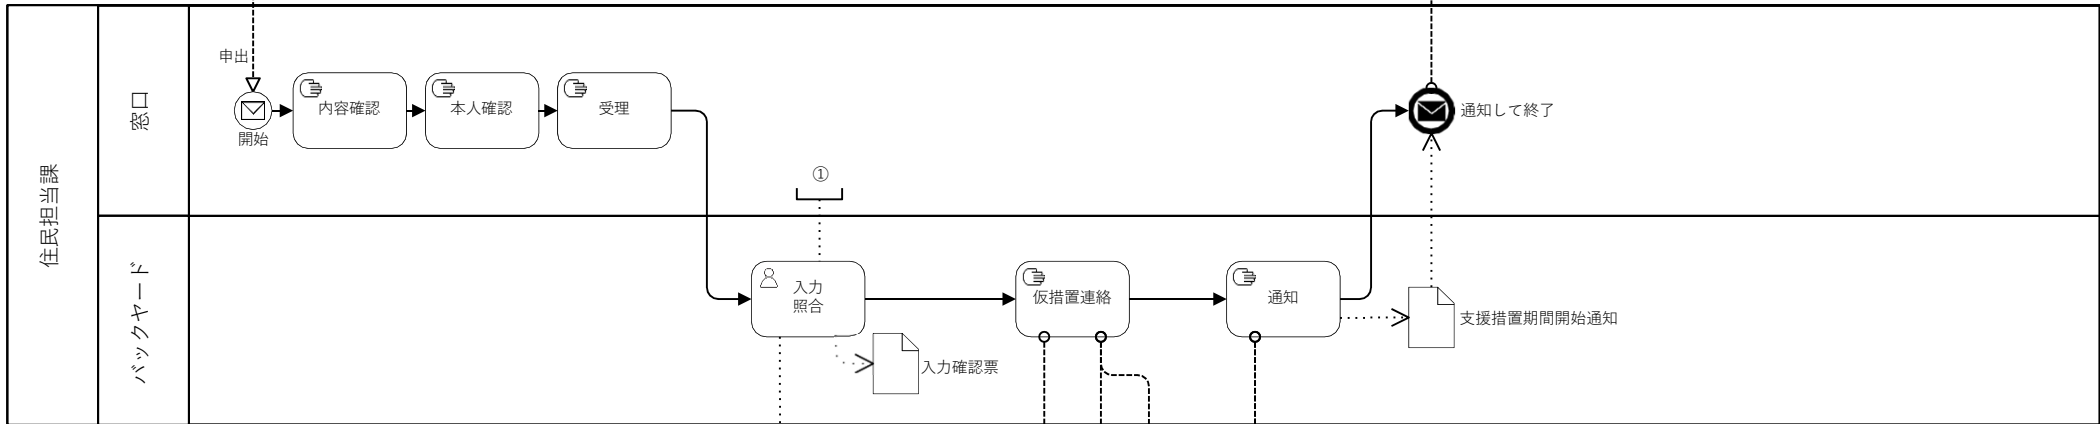 住民担当課
窓口
申出
開始
内容確認
本人確認
受理
①
通知して終了
バックヤード
入力
照合
入力確認票
仮措置連絡
通知
支援措置期間開始通知